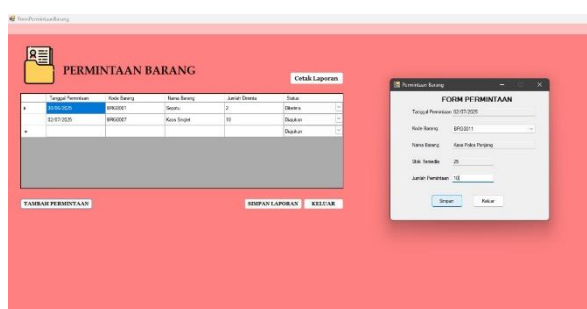 FormPermintaanBarang
PERMINTAAN BARANG
Cetak Laporan
Tanggal Permintaan Kode Barang Nama Barang Jumlah Diminta Status
30/06/2025 BRG0001 Sepatu 2 Diterima
02/07/2025 BRG0007 Kaos Singlet 10 Diajukan
Diajukan
TAMBAH PERMINTAAN SIMPAN LAPORAN KELUAR
Permintaan Barang
FORM PERMINTAAN
Tanggal Permintaan 02/07/2025
Kode Barang BRG0011
Nama Barang Kaos Polos Panjang
Stok Tersedia 25
Jumlah Permintaan 10
Simpan Keluar